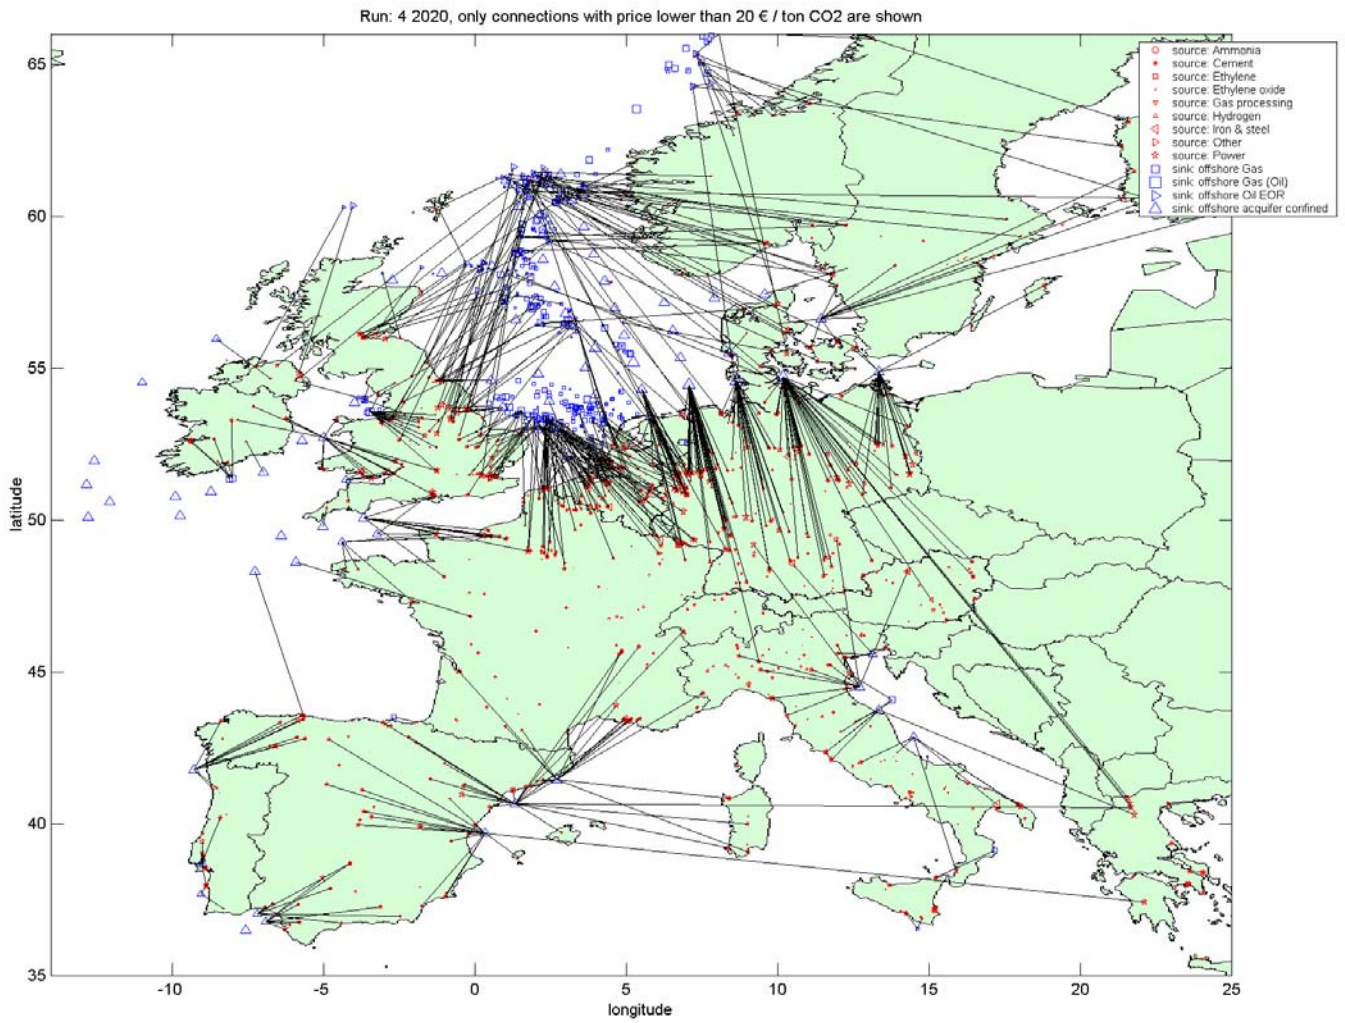 Run: 4 2020, only connections with price lower than 20 € / ton CO2 are shown
65
60
55
50
45
40
35
latitude
-10
-5
0
5
10
15
20
25
longitude
source: Ammonia
source: Cement
source: Ethylene
source: Ethylene oxide
source: Gas processing
source: Hydrogen
source: Iron & steel
source: Other
source: Power
sink: offshore Gas
sink: offshore Gas (Oil)
sink: offshore Oil EOR
sink: offshore acquifer confined